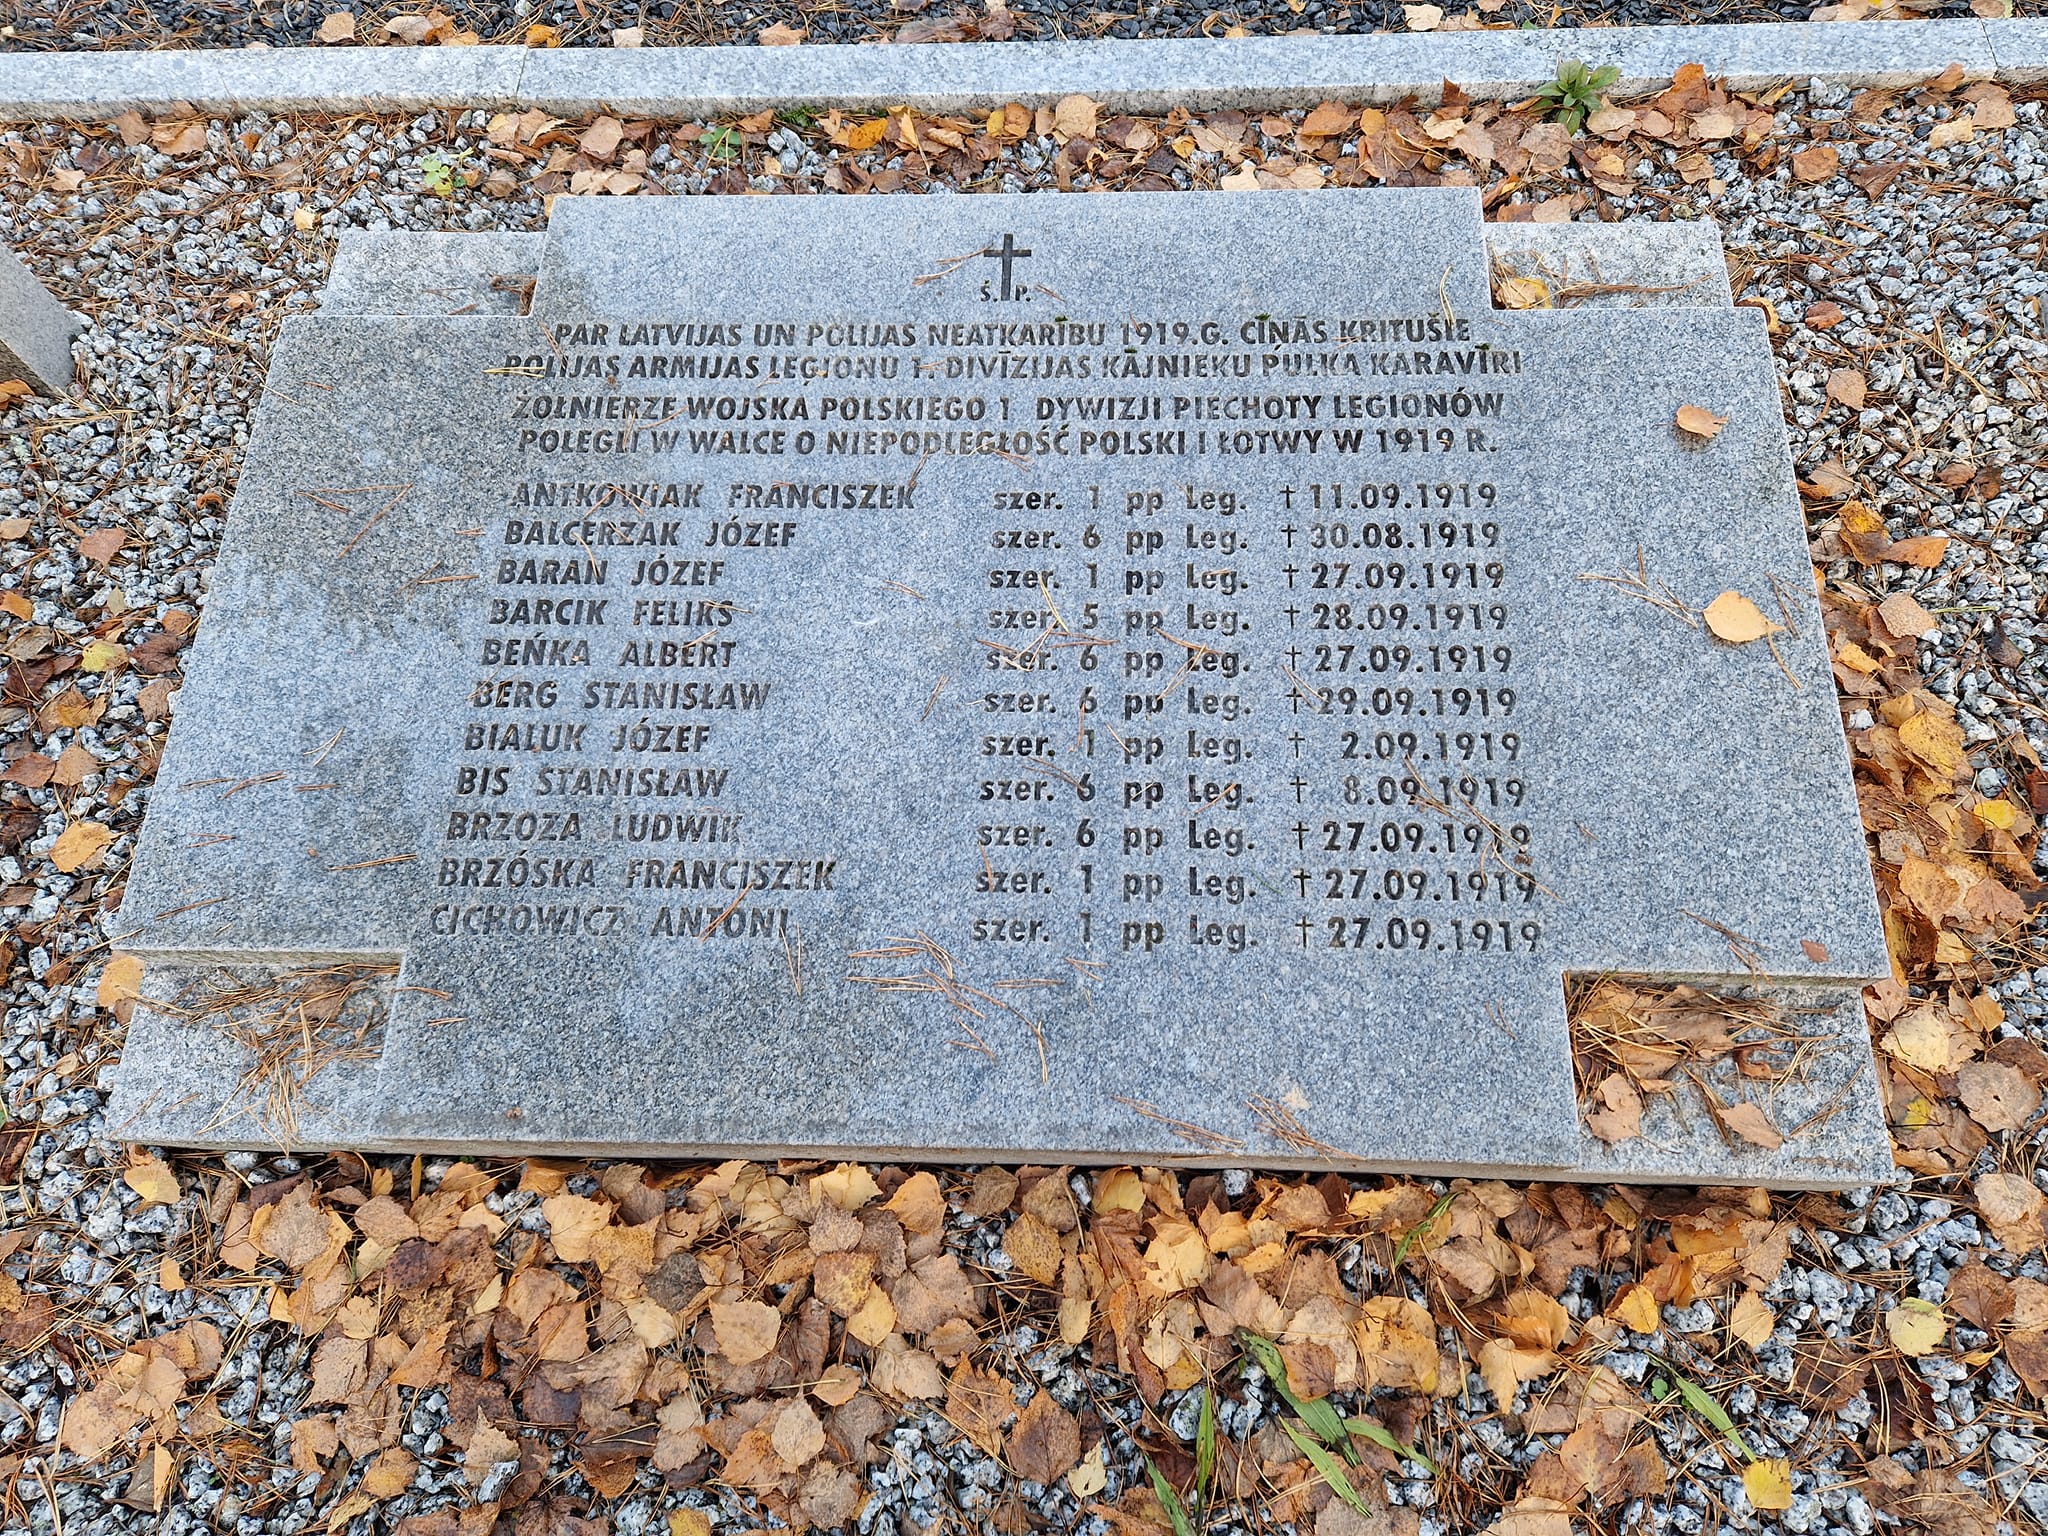 Ś. P.
PAR LATVIJAS UN POLIJAS NEATKARĪBU 1919.G. CĪŅĀS KRITUŠIE
POLIJAS ARMIJAS LEĢIONU 1. DIVĪZIJAS KĀJNIEKU PULKA KARAVĪRI
ŻOŁNIERZE WOJSKA POLSKIEGO 1 DYWIZJI PIECHOTY LEGIONÓW
POLEGLI W WALCE O NIEPODLEGŁOŚĆ POLSKI I ŁOTWY W 1919 R.
ANTKOWIAK FRANCISZEK szer. 1 pp Leg. † 11.09.1919
BALCERZAK JÓZEF szer. 6 pp Leg. † 30.08.1919
BARAN JÓZEF szer. 1 pp Leg. † 27.09.1919
BARCIK FELIKS szer. 5 pp Leg. † 28.09.1919
BEŃKA ALBERT szer. 6 pp Leg. † 27.09.1919
BERG STANISŁAW szer. 6 pp Leg. † 29.09.1919
BIALUK JÓZEF szer. 1 pp Leg. † 2.09.1919
BIS STANISŁAW szer. 6 pp Leg. † 8.09.1919
BRZOZA LUDWIK szer. 6 pp Leg. † 27.09.1919
BRZÓSKA FRANCISZEK szer. 1 pp Leg. † 27.09.1919
CICHOWICZ ANTONI szer. 1 pp Leg. † 27.09.1919